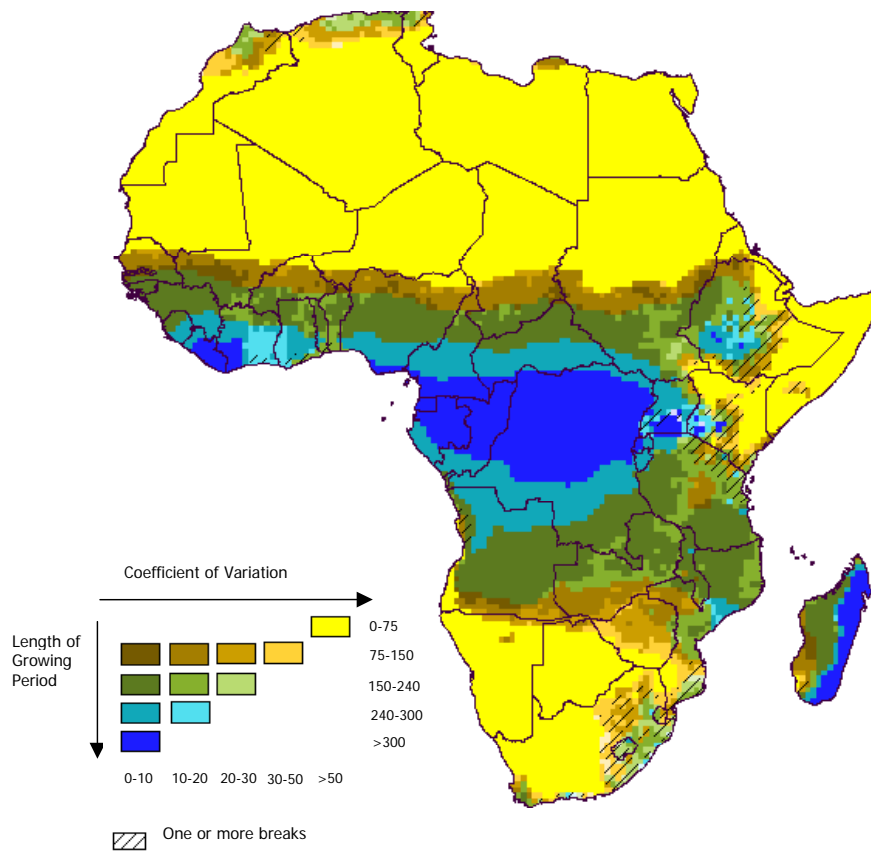 Coefficient of Variation
Length of
Growing
Period
0-75
75-150
150-240
240-300
>300
0-10 10-20 20-30 30-50 >50
One or more breaks